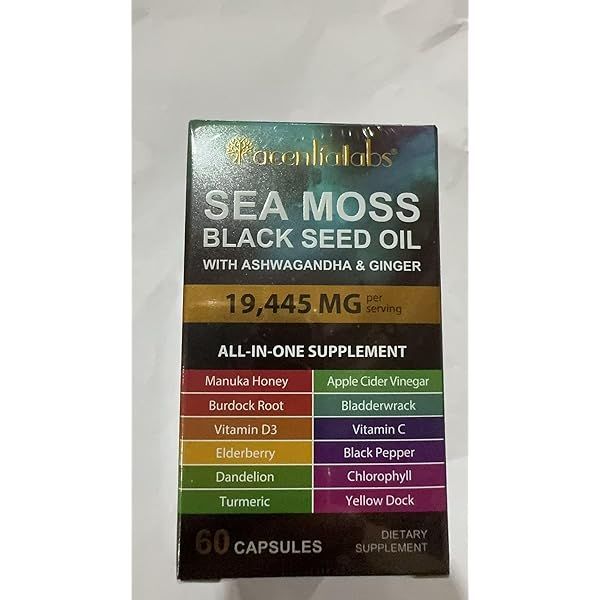 acenlialabs®
SEA MOSS
BLACK SEED OIL
WITH ASHWAGANDHA & GINGER
19,445 MG per serving
ALL-IN-ONE SUPPLEMENT
Manuka Honey Apple Cider Vinegar
Burdock Root Bladderwrack
Vitamin D3 Vitamin C
Elderberry Black Pepper
Dandelion Chlorophyll
Turmeric Yellow Dock
60 CAPSULES
DIETARY
SUPPLEMENT